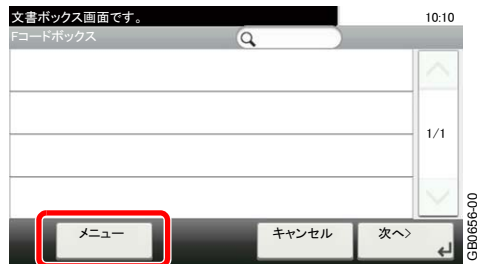 文書ボックス画面です。
10:10
Fコードボックス
1/1
メニュー
キャンセル
次へ>
GB0656-00